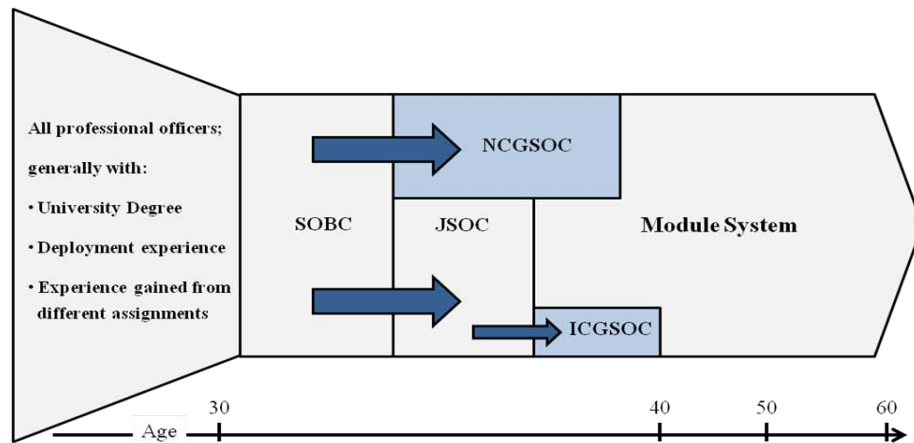 All professional officers;
generally with:
• University Degree
• Deployment experience
• Experience gained from
different assignments
SOBC
NCGSOC
JSOC
ICGSOC
Module System
Age
30
40
50
60